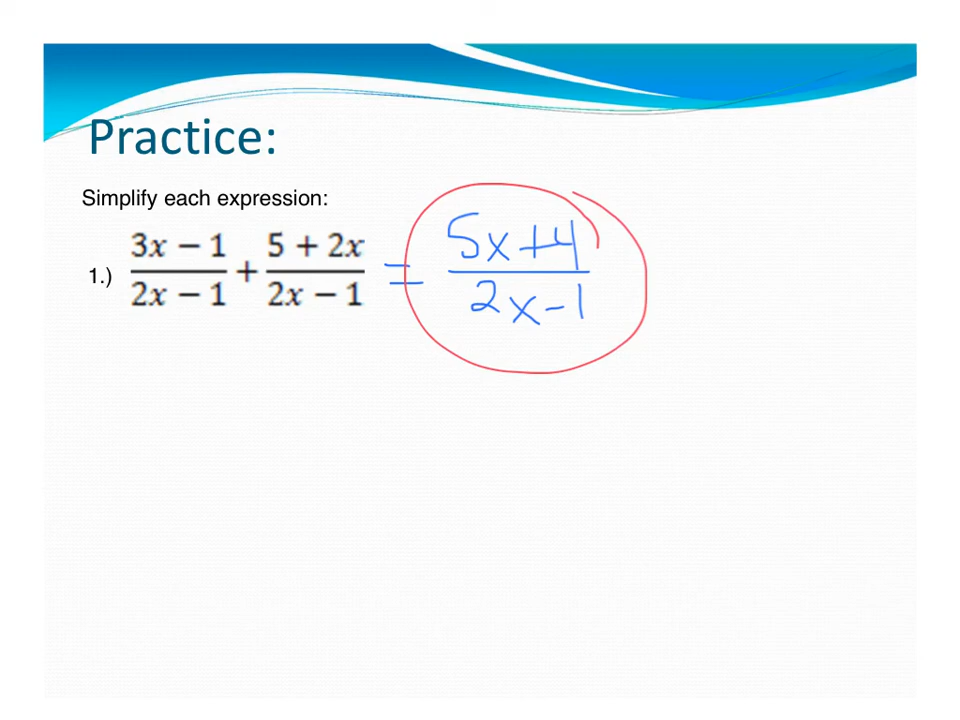 Practice:
Simplify each expression:
1.) (3x − 1)/(2x − 1) + (5 + 2x)/(2x − 1) = (5x+4)/(2x-1)